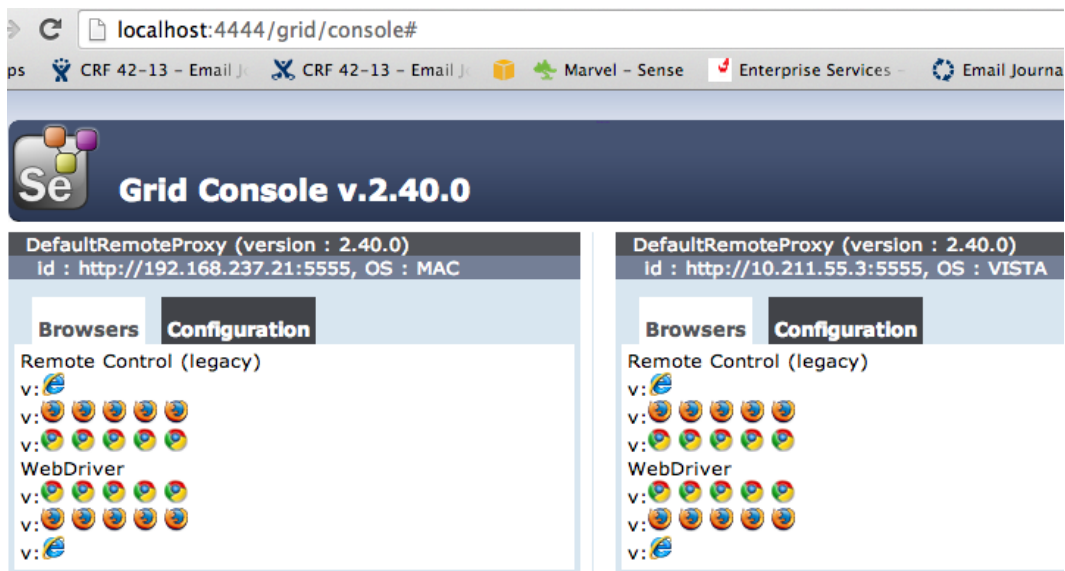 localhost:4444/grid/console#
ps CRF 42-13 - Email J CRF 42-13 - Email J Marvel - Sense Enterprise Services - Email Journa
Se
Grid Console v.2.40.0
DefaultRemoteProxy (version : 2.40.0)
id : http://192.168.237.21:5555, OS : MAC
Browsers Configuration
Remote Control (legacy)
v:
v:
v:
WebDriver
v:
v:
v:
DefaultRemoteProxy (version : 2.40.0)
id : http://10.211.55.3:5555, OS : VISTA
Browsers Configuration
Remote Control (legacy)
v:
v:
v:
WebDriver
v:
v:
v: